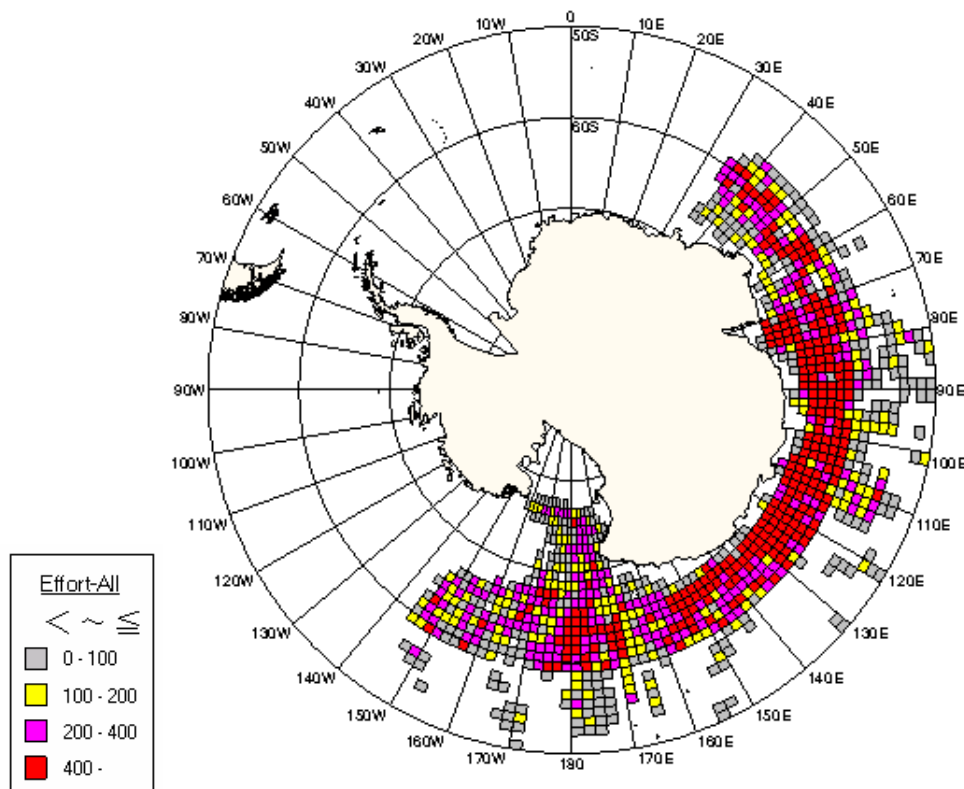 0
10W 50S 10E
20W 20E
30W 30E
40W 40E
60S
50W 50E
60W 60E
70W 70E
90W 90E
90W 90E
100W 100E
110W 110E
120W 120E
130W 130E
140W 140E
150W 150E
160W 160E
170W 180 170E
Effort-All
< ~ ≦
0 - 100
100 - 200
200 - 400
400 -